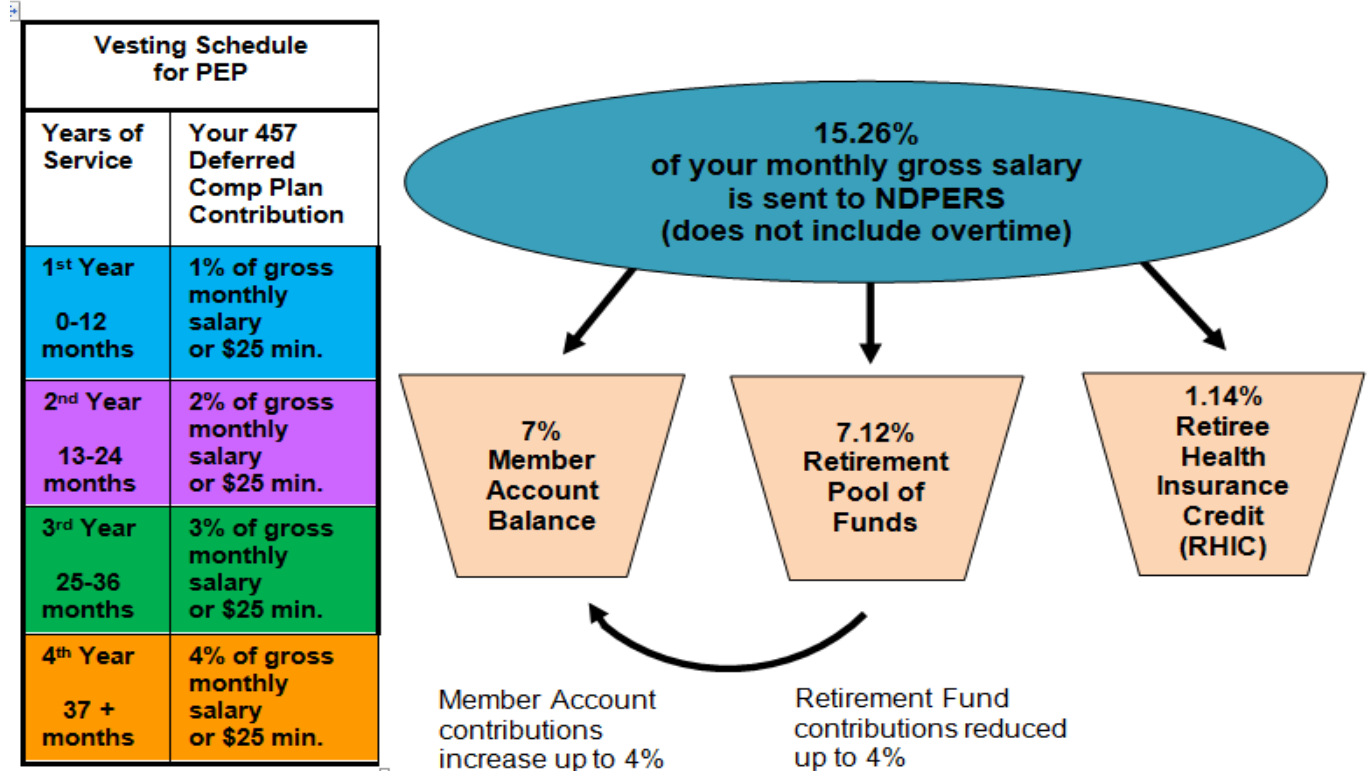 Vesting Schedule
for PEP
Years of
Service
Your 457
Deferred
Comp Plan
Contribution
1st Year
0-12
months
1% of gross
monthly
salary
or $25 min.
2nd Year
13-24
months
2% of gross
monthly
salary
or $25 min.
3rd Year
25-36
months
3% of gross
monthly
salary
or $25 min.
4th Year
37 +
months
4% of gross
monthly
salary
or $25 min.
15.26%
of your monthly gross salary
is sent to NDPERS
(does not include overtime)
7%
Member
Account
Balance
7.12%
Retirement
Pool of
Funds
1.14%
Retiree
Health
Insurance
Credit
(RHIC)
Member Account
contributions
increase up to 4%
Retirement Fund
contributions reduced
up to 4%